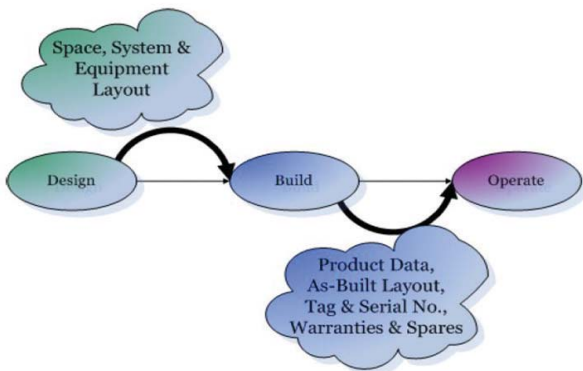 Space, System &
Equipment
Layout
Design
Build
Operate
Product Data,
As-Built Layout,
Tag & Serial No.,
Warranties & Spares